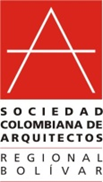 SOCIEDAD
COLOMBIANA DE
ARQUITECTOS
REGIONAL
BOLÍVAR